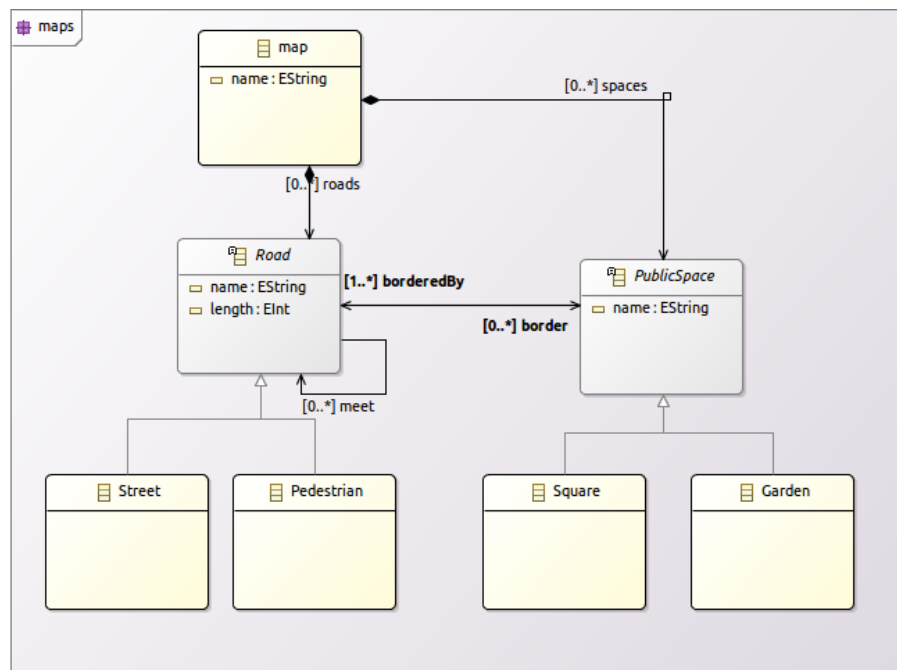 maps
map
name : EString
[0..*] spaces
[0..*] roads
Road
name : EString
length : EInt
[1..*] borderedBy
[0..*] border
PublicSpace
name : EString
[0..*] meet
Street
Pedestrian
Square
Garden